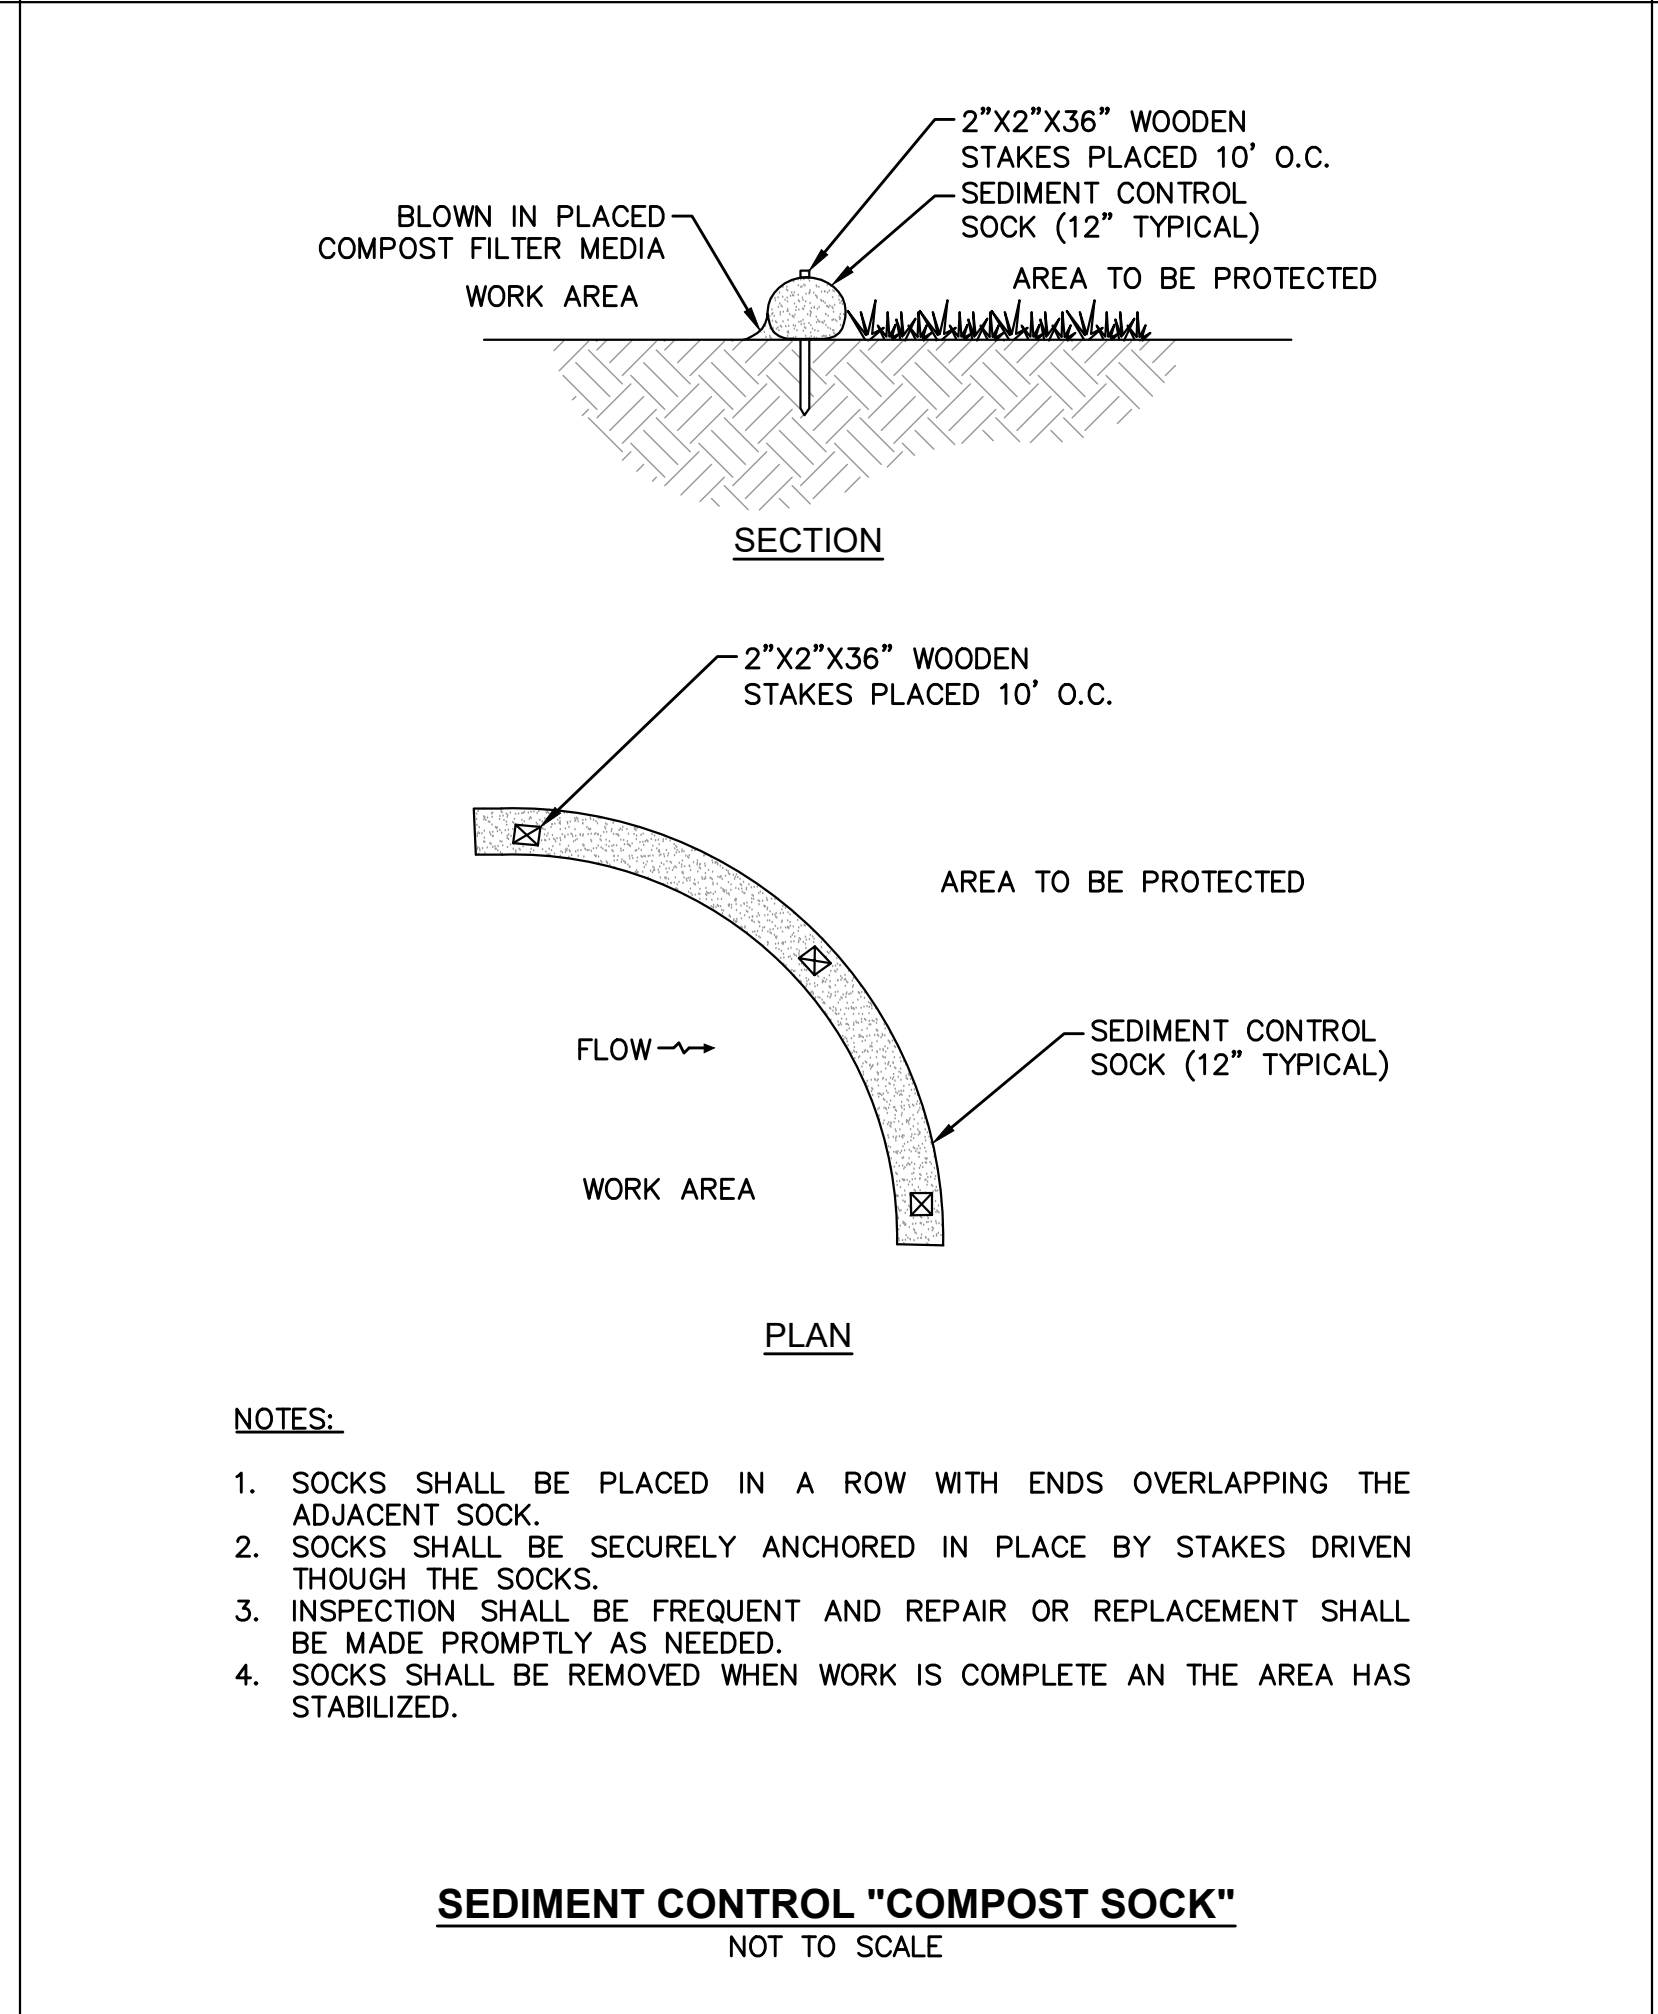 2”X2”X36” WOODEN
STAKES PLACED 10’ O.C.
SEDIMENT CONTROL
SOCK (12” TYPICAL)
BLOWN IN PLACED
COMPOST FILTER MEDIA
WORK AREA
AREA TO BE PROTECTED
SECTION
2”X2”X36” WOODEN
STAKES PLACED 10’ O.C.
AREA TO BE PROTECTED
SEDIMENT CONTROL
SOCK (12” TYPICAL)
FLOW
WORK AREA
PLAN
NOTES:
1. SOCKS SHALL BE PLACED IN A ROW WITH ENDS OVERLAPPING THE
ADJACENT SOCK.
2. SOCKS SHALL BE SECURELY ANCHORED IN PLACE BY STAKES DRIVEN
THOUGH THE SOCKS.
3. INSPECTION SHALL BE FREQUENT AND REPAIR OR REPLACEMENT SHALL
BE MADE PROMPTLY AS NEEDED.
4. SOCKS SHALL BE REMOVED WHEN WORK IS COMPLETE AN THE AREA HAS
STABILIZED.
SEDIMENT CONTROL "COMPOST SOCK"
NOT TO SCALE